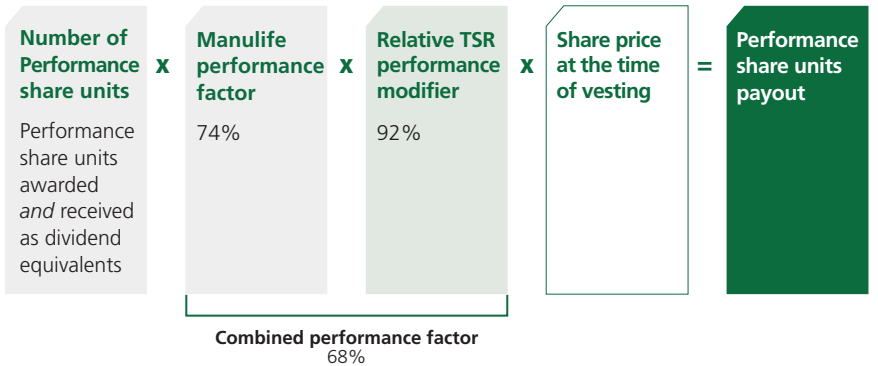 Number of
Performance
share units
Performance
share units
awarded
and received
as dividend
equivalents
x
Manulife
performance
factor
74%
x
Relative TSR
performance
modifier
92%
x
Share price
at the time
of vesting
=
Performance
share units
payout
Combined performance factor
68%